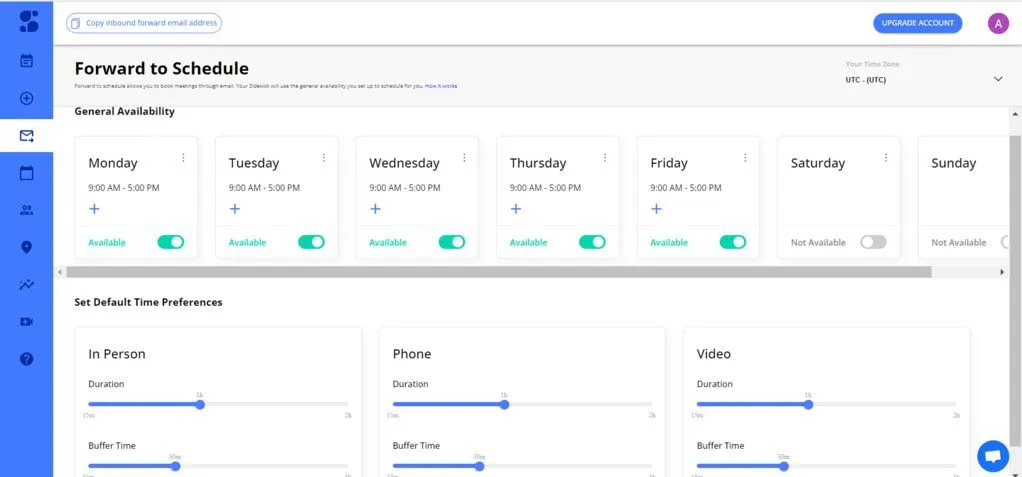 Copy inbound forward email address
UPGRADE ACCOUNT
A
Forward to Schedule
Forward to schedule allows you to book meetings through email. Your Sidekick will use the general availability you set up to schedule for you. How it works
Your Time Zone
UTC - (UTC)
General Availability
Monday
9:00 AM - 5:00 PM
+
Available
Tuesday
9:00 AM - 5:00 PM
+
Available
Wednesday
9:00 AM - 5:00 PM
+
Available
Thursday
9:00 AM - 5:00 PM
+
Available
Friday
9:00 AM - 5:00 PM
+
Available
Saturday
Not Available
Sunday
Not Available
Set Default Time Preferences
In Person
Duration
1h
15m 2h
Buffer Time
30m
Phone
Duration
1h
15m 2h
Buffer Time
30m
Video
Duration
1h
15m 2h
Buffer Time
30m